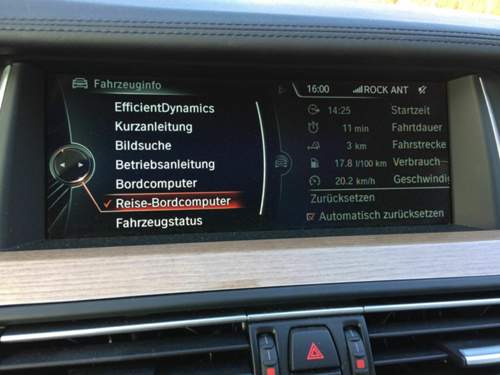 Fahrzeuginfo
16:00 ROCK ANT
EfficientDynamics
Kurzanleitung
Bildsuche
Betriebsanleitung
Bordcomputer
Reise-Bordcomputer
Fahrzeugstatus
14:25 Startzeit
11 min Fahrtdauer
3 km Fahrstrecke
17.8 l/100 km Verbrauch
20.2 km/h Geschwindig
Zurücksetzen
Automatisch zurücksetzen